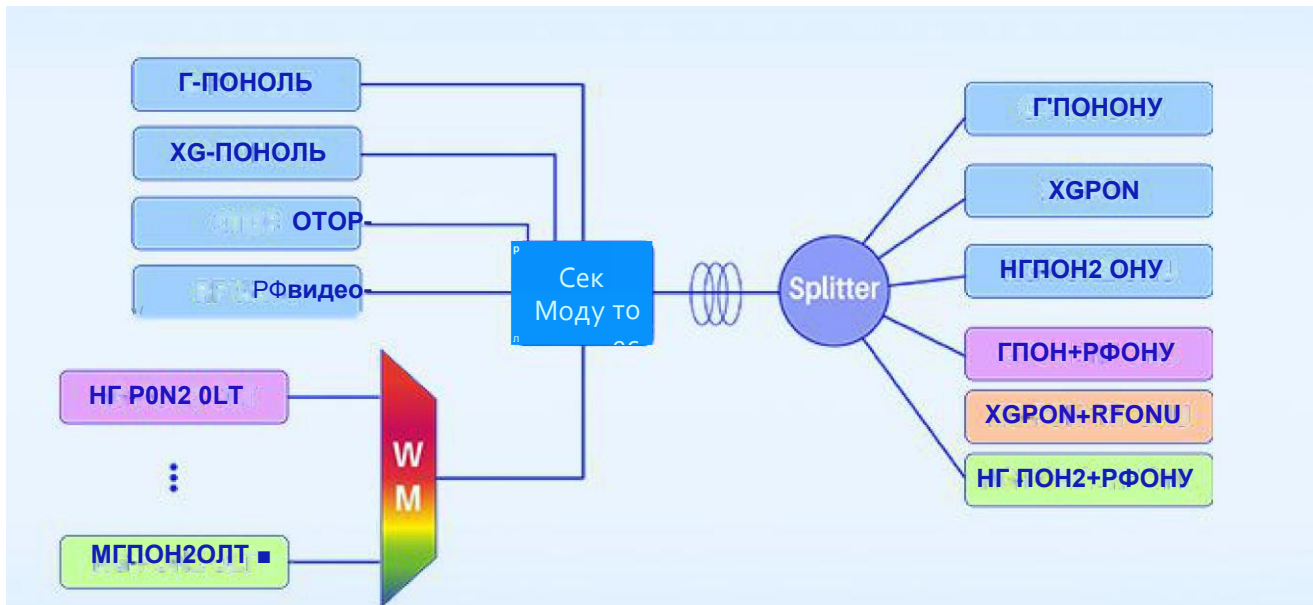 Г-ПОНОЛЬ
XG-ПОНОЛЬ
ОТОР-
РФвидео-
НГ-P0N2 0LT
МГПОН2ОЛТ ■
W
M
р
Сек
Моду то
л
Splitter
Г'ПОНОНУ
XGPON
НГПОН2 ОНУ
ГПОН+РФОНУ
XGPON+RFONU
НГ ПОН2+РФОНУ